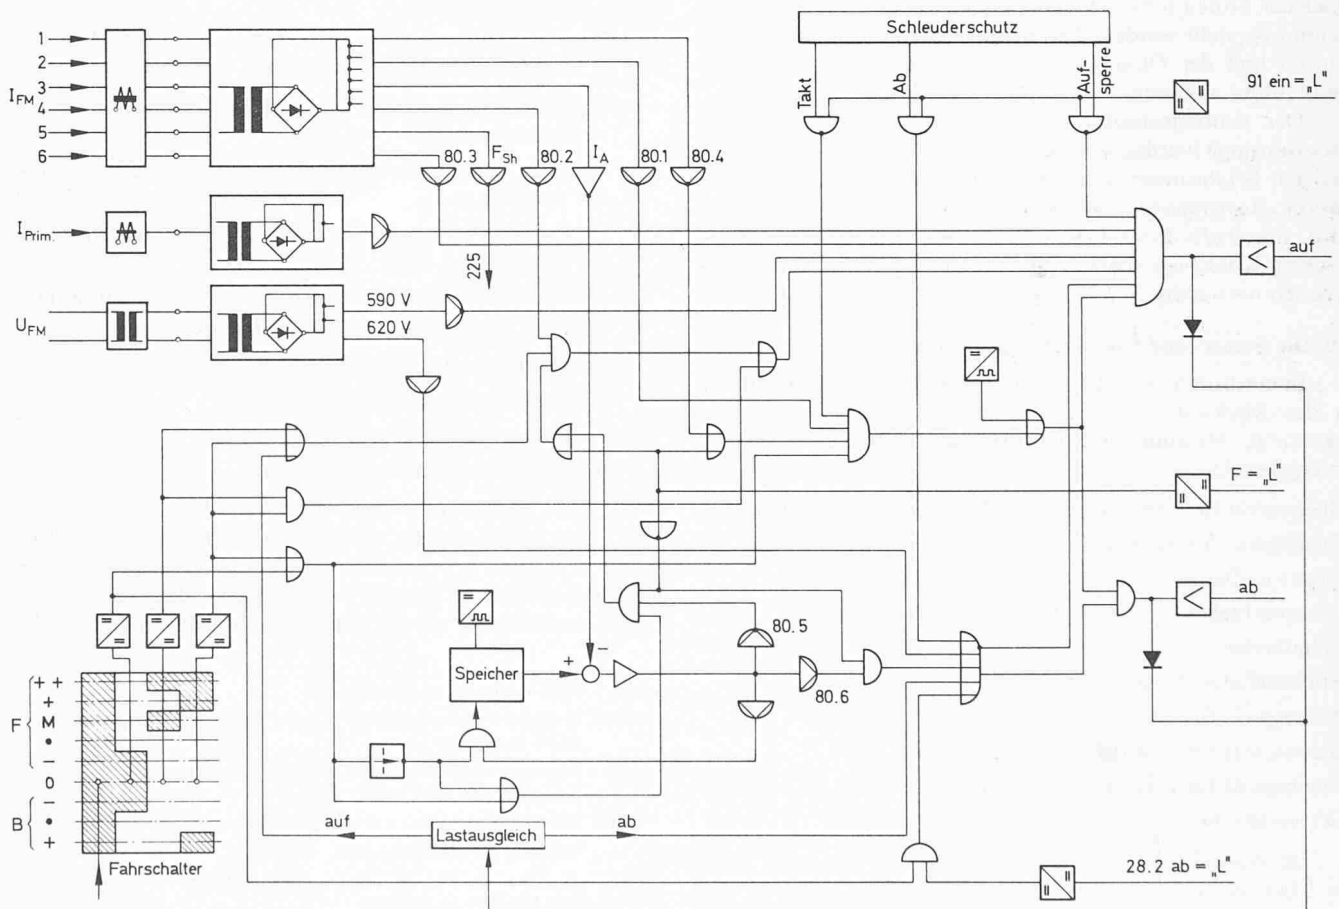 Schleuderschutz
Takt
Ab
Auf-
sperre
91 ein = „L"
1
2
3
I_FM
4
5
6
80.3
F_Sh
80.2
I_A
80.1
80.4
I_Prim.
225
auf
U_FM
590 V
620 V
F = „L"
ab
80.5
80.6
Speicher
+
−
F
+ +
+
M
•
−
0
B
−
•
+
Fahrschalter
auf
Lastausgleich
ab
28.2 ab = „L"